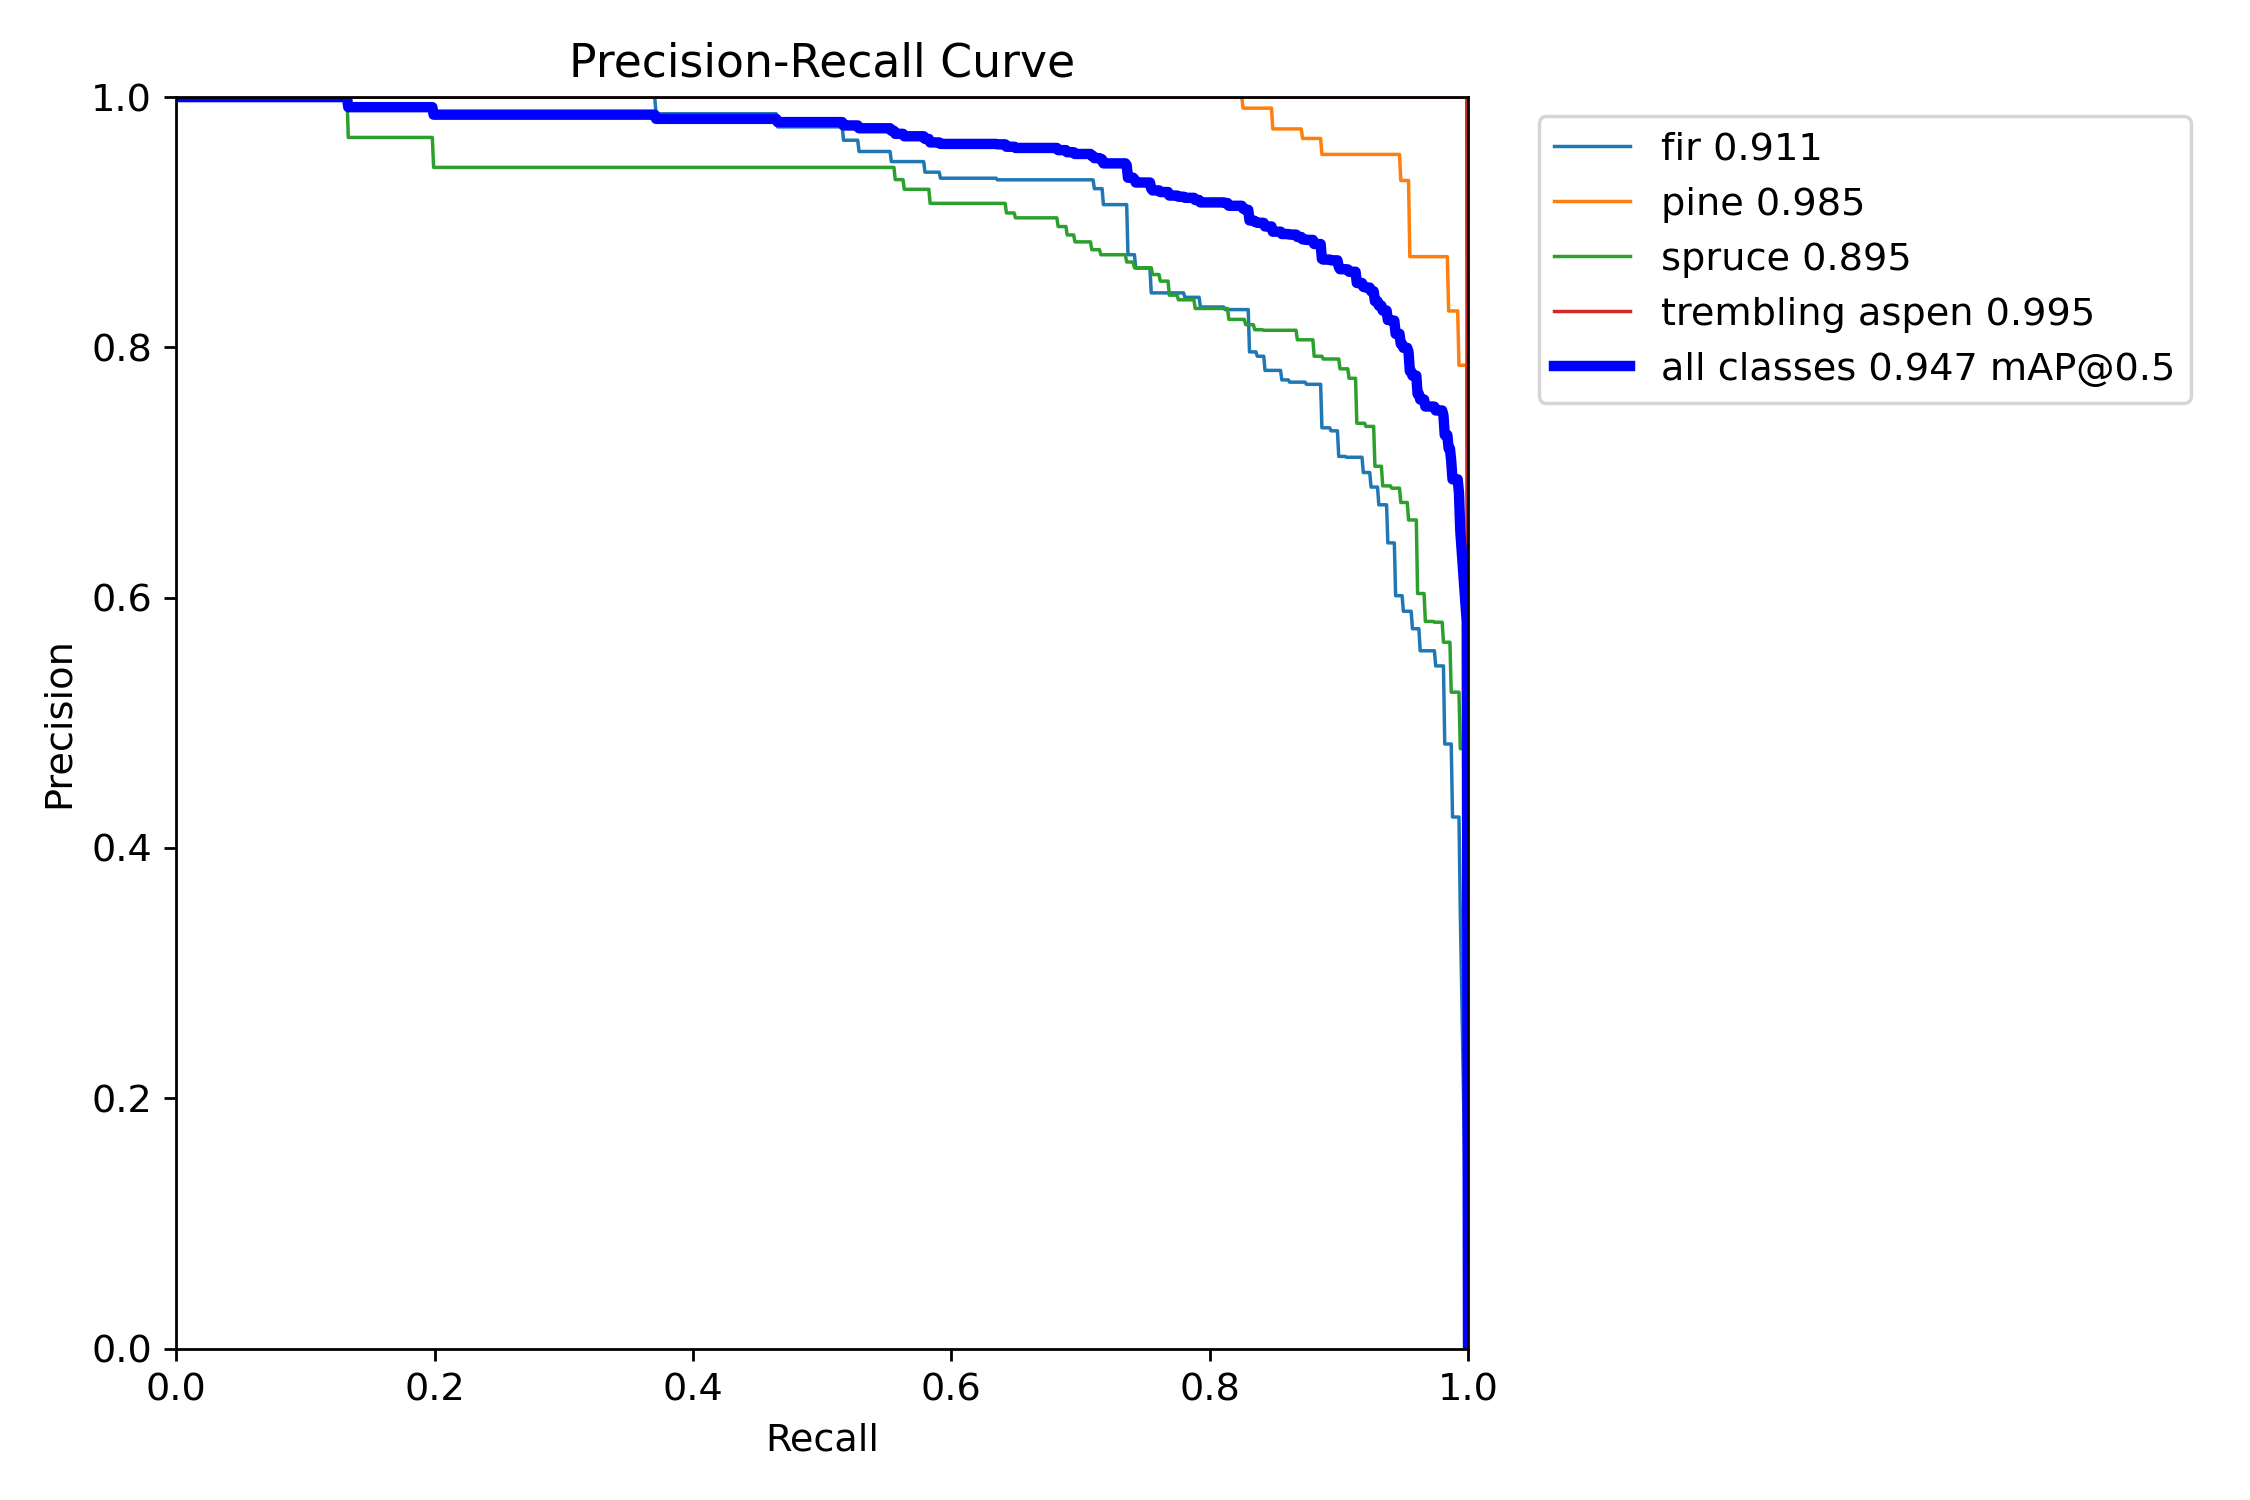 Precision-Recall Curve
1.0
0.8
0.6
0.4
0.2
0.0
Precision
0.0 0.2 0.4 0.6 0.8 1.0
Recall
fir 0.911
pine 0.985
spruce 0.895
trembling aspen 0.995
all classes 0.947 mAP@0.5